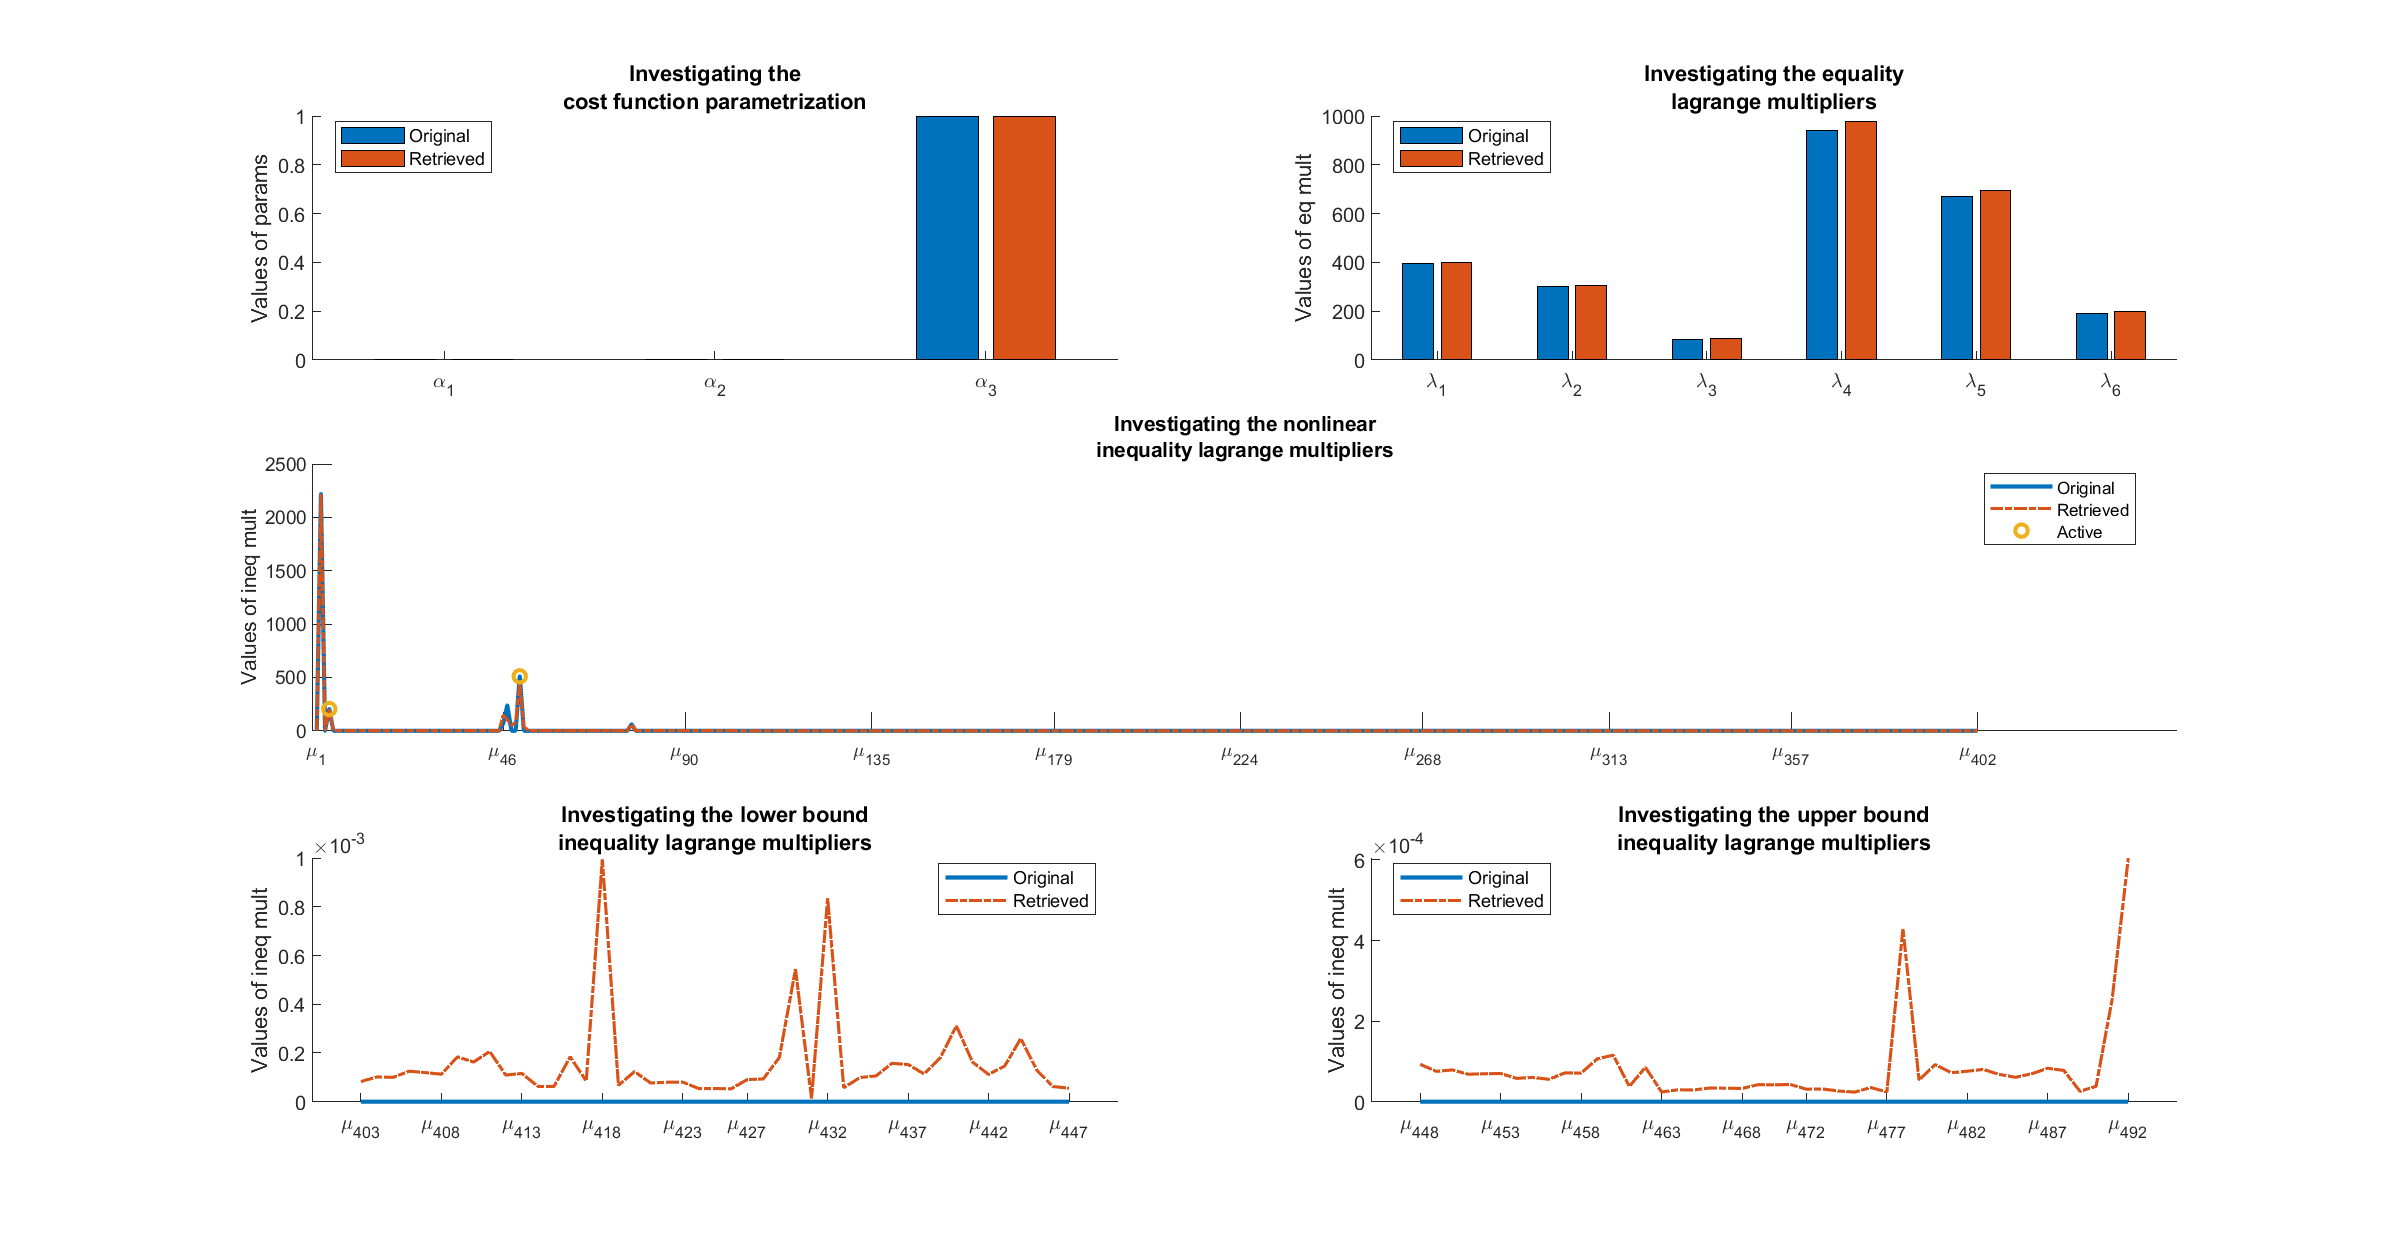 Investigating the
cost function parametrization
Values of params
1
0.8
0.6
0.4
0.2
0
Original
Retrieved
α1 α2 α3
Investigating the equality
lagrange multipliers
Values of eq mult
1000
800
600
400
200
0
Original
Retrieved
λ1 λ2 λ3 λ4 λ5 λ6
Investigating the nonlinear
inequality lagrange multipliers
Values of ineq mult
2500
2000
1500
1000
500
0
Original
Retrieved
Active
μ1 μ46 μ90 μ135 μ179 μ224 μ268 μ313 μ357 μ402
Investigating the lower bound
inequality lagrange multipliers
×10-3
Values of ineq mult
1
0.8
0.6
0.4
0.2
0
Original
Retrieved
μ403 μ408 μ413 μ418 μ423 μ427 μ432 μ437 μ442 μ447
Investigating the upper bound
inequality lagrange multipliers
×10-4
Values of ineq mult
6
4
2
0
Original
Retrieved
μ448 μ453 μ458 μ463 μ468 μ472 μ477 μ482 μ487 μ492